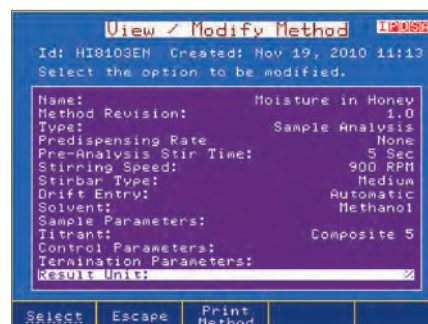 View / Modify Method
Id: HI8103EN Created: Nov 19, 2010 11:13
Select the option to be modified.
Name: Moisture in Honey
Method Revision: 1.0
Type: Sample Analysis
Predispensing Rate None
Pre-Analysis Stir Time: 5 Sec
Stirring Speed: 900 RPM
Stirbar Type: Medium
Drift Entry: Automatic
Solvent: Methanol
Sample Parameters:
Titrant: Composite 5
Control Parameters:
Termination Parameters:
Result Unit: %
Select Escape Print
Method